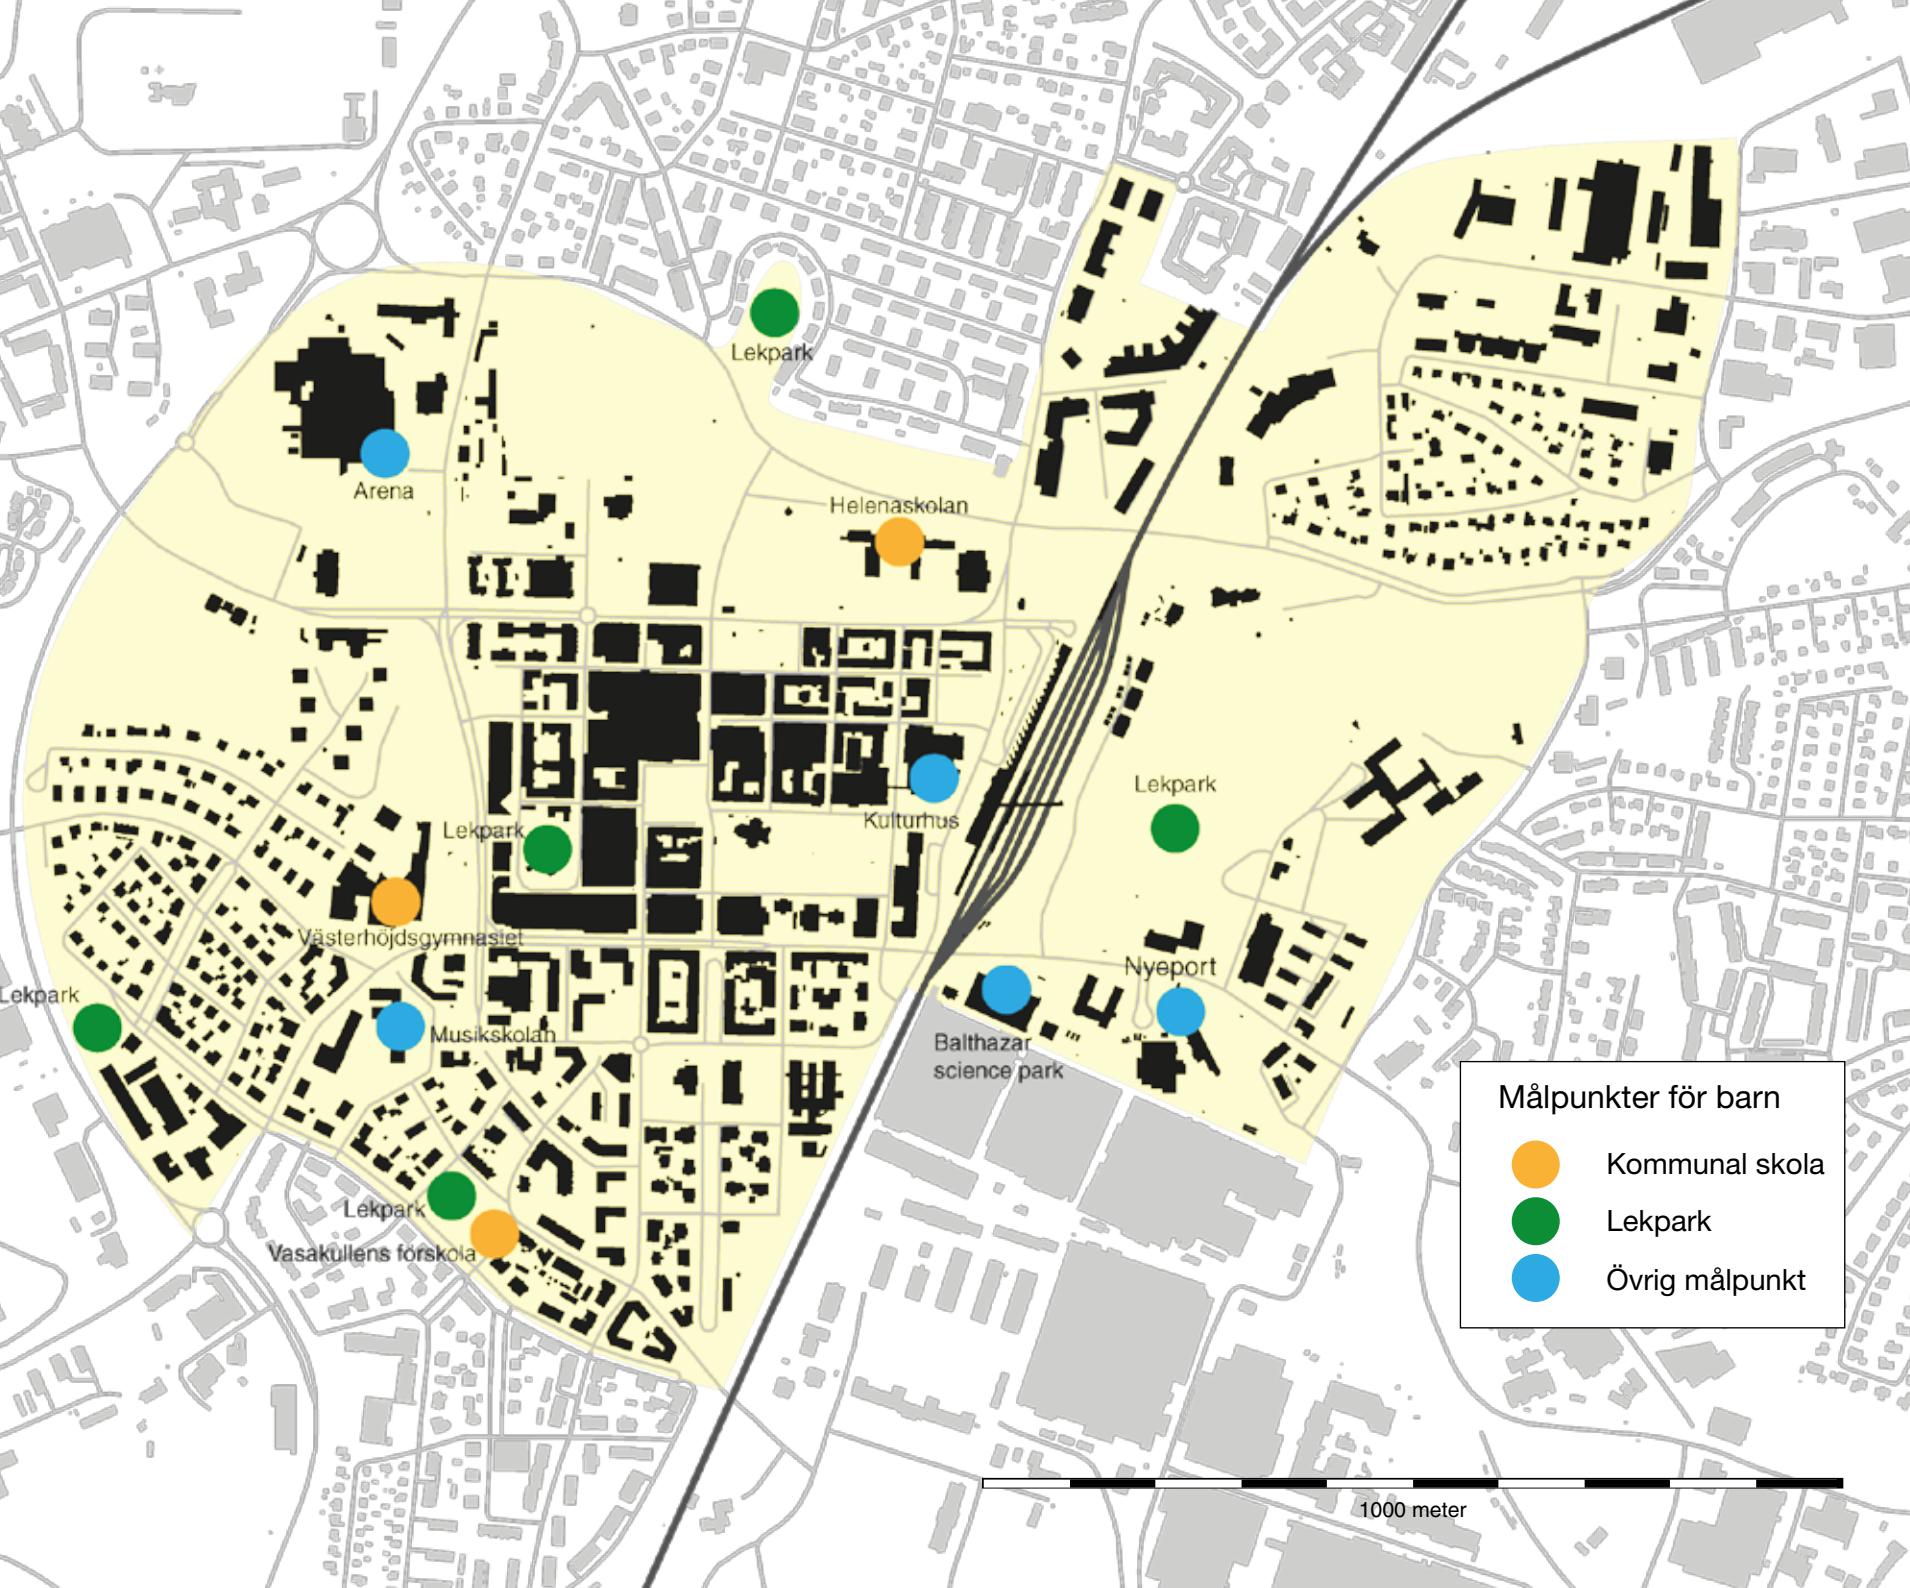 Lekpark
Arena
Helenaskolan
Lekpark
Kulturhus
Lekpark
Västerhöjdsgymnasiet
Nyeport
Lekpark
Musikskolan
Balthazar
science park
Lekpark
Vasakullens förskola
Målpunkter för barn
Kommunal skola
Lekpark
Övrig målpunkt
1000 meter